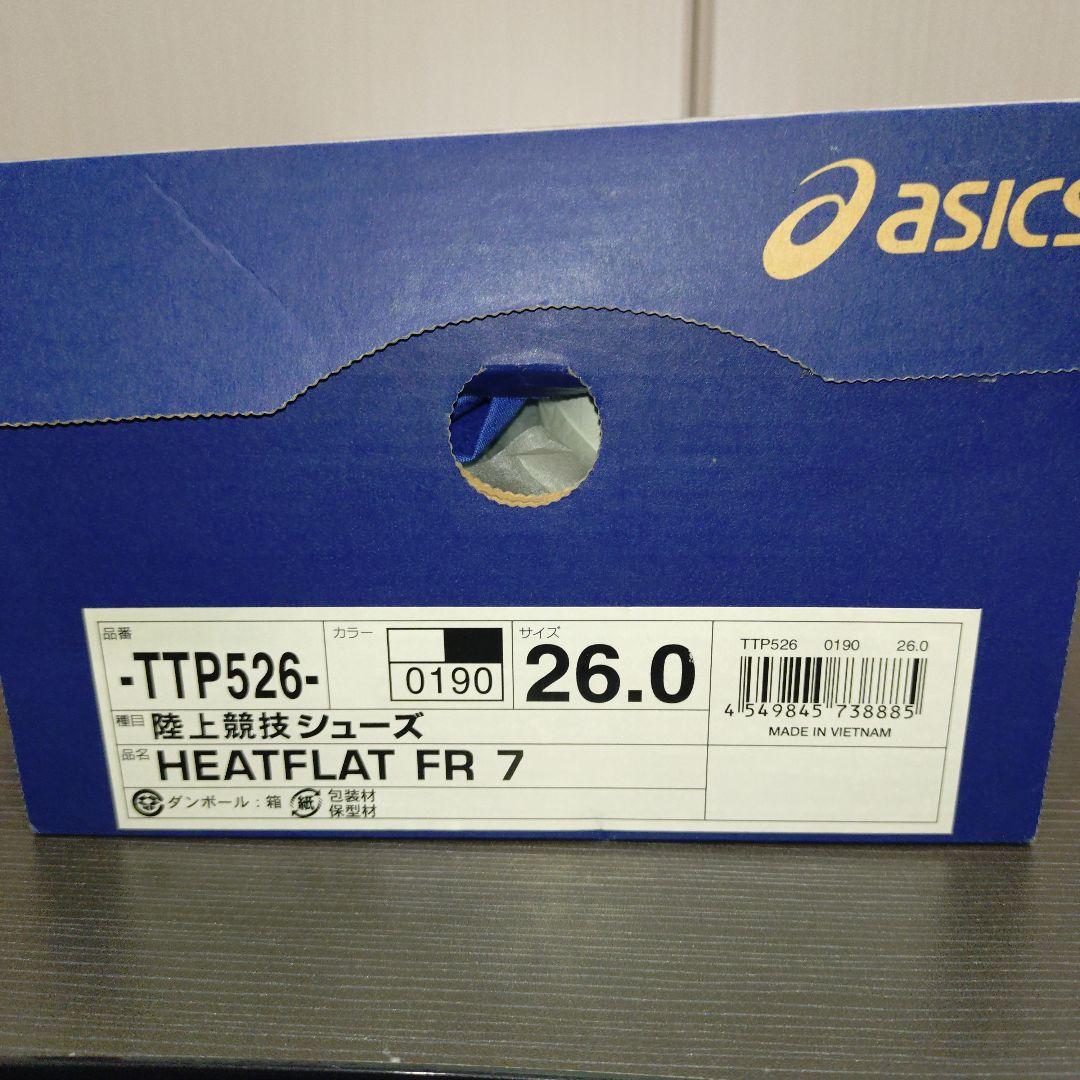 asics
品番
-TTP526-
カラー
0190
サイズ
26.0
種目 陸上競技シューズ
品名 HEATFLAT FR 7
ダンボール : 箱 紙 包装材
保型材
TTP526 0190 26.0
4 549845 738885
MADE IN VIETNAM